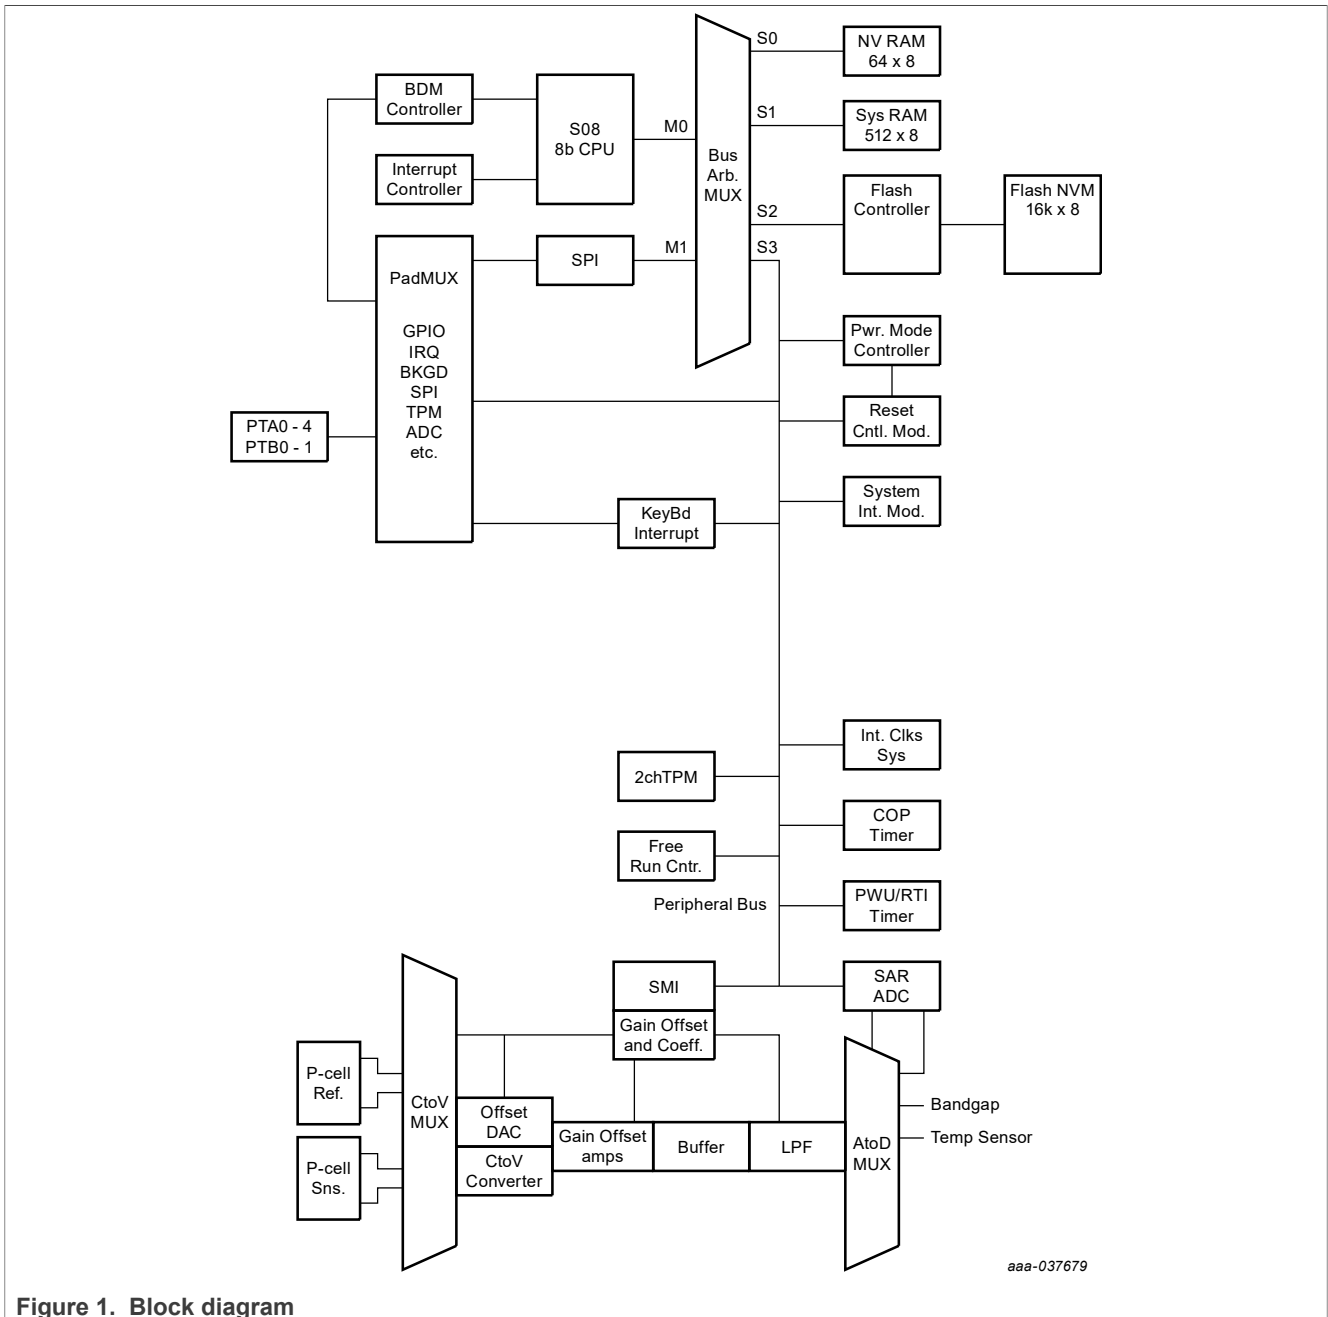 S0
NV RAM
64 x 8
BDM
Controller
S08
8b CPU
M0
S1
Sys RAM
512 x 8
Bus
Arb.
MUX
Interrupt
Controller
Flash
Controller
Flash NVM
16k x 8
S2
M1
S3
SPI
PadMUX
GPIO
IRQ
BKGD
SPI
TPM
ADC
etc.
Pwr. Mode
Controller
PTA0 - 4
PTB0 - 1
Reset
Cntl. Mod.
System
Int. Mod.
KeyBd
Interrupt
Int. Clks
Sys
2chTPM
COP
Timer
Free
Run Cntr.
Peripheral Bus
PWU/RTI
Timer
SMI
SAR
ADC
Gain Offset
and Coeff.
P-cell
Ref.
CtoV
MUX
Offset
DAC
Bandgap
Gain Offset
amps
Buffer
LPF
AtoD
MUX
Temp Sensor
P-cell
Sns.
CtoV
Converter
aaa-037679
Figure 1. Block diagram